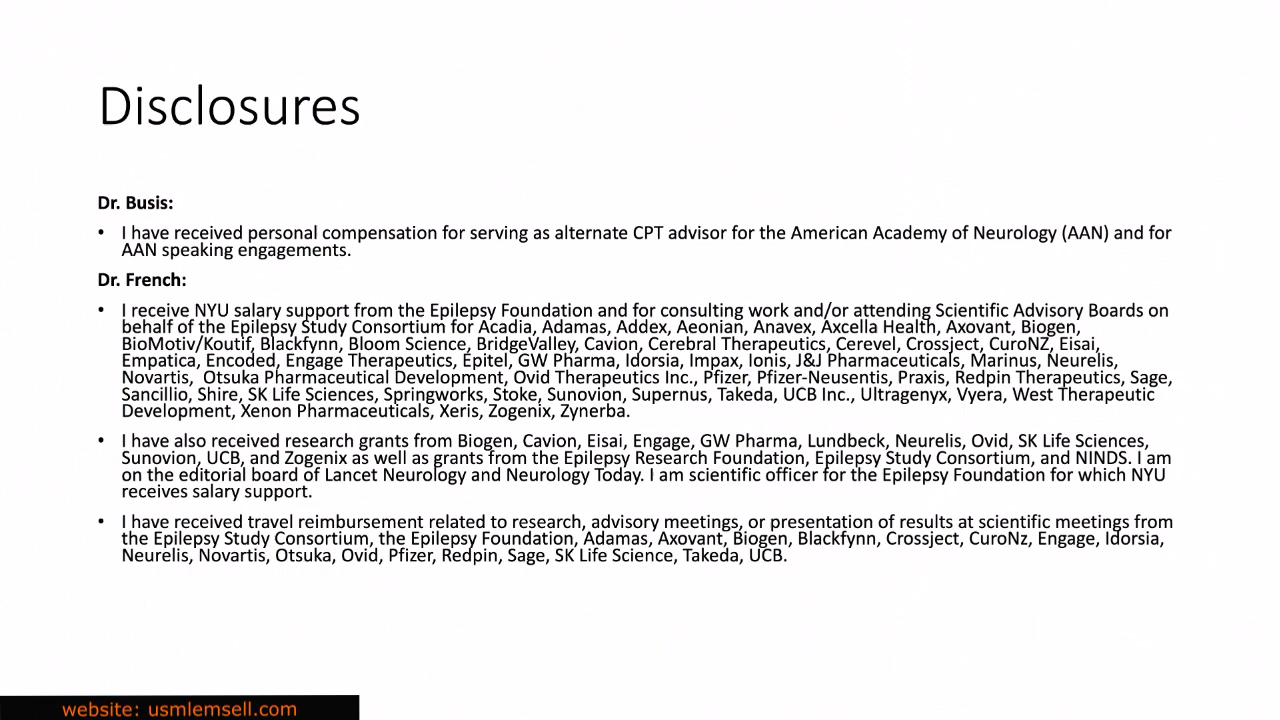 Disclosures
Dr. Busis:
• I have received personal compensation for serving as alternate CPT advisor for the American Academy of Neurology (AAN) and for
AAN speaking engagements.
Dr. French:
• I receive NYU salary support from the Epilepsy Foundation and for consulting work and/or attending Scientific Advisory Boards on
behalf of the Epilepsy Study Consortium for Acadia, Adamas, Addex, Aeonian, Anavex, Axcella Health, Axovant, Biogen,
BioMotiv/Koutif, Blackfynn, Bloom Science, BridgeValley, Cavion, Cerebral Therapeutics, Cerevel, Crossject, CuroNZ, Eisai,
Empatica, Encoded, Engage Therapeutics, Epitel, GW Pharma, Idorsia, Impax, Ionis, J&J Pharmaceuticals, Marinus, Neurelis,
Novartis, Otsuka Pharmaceutical Development, Ovid Therapeutics Inc., Pfizer, Pfizer-Neusentis, Praxis, Redpin Therapeutics, Sage,
Sancillio, Shire, SK Life Sciences, Springworks, Stoke, Sunovion, Supernus, Takeda, UCB Inc., Ultragenyx, Vyera, West Therapeutic
Development, Xenon Pharmaceuticals, Xeris, Zogenix, Zynerba.
• I have also received research grants from Biogen, Cavion, Eisai, Engage, GW Pharma, Lundbeck, Neurelis, Ovid, SK Life Sciences,
Sunovion, UCB, and Zogenix as well as grants from the Epilepsy Research Foundation, Epilepsy Study Consortium, and NINDS. I am
on the editorial board of Lancet Neurology and Neurology Today. I am scientific officer for the Epilepsy Foundation for which NYU
receives salary support.
• I have received travel reimbursement related to research, advisory meetings, or presentation of results at scientific meetings from
the Epilepsy Study Consortium, the Epilepsy Foundation, Adamas, Axovant, Biogen, Blackfynn, Crossject, CuroNz, Engage, Idorsia,
Neurelis, Novartis, Otsuka, Ovid, Pfizer, Redpin, Sage, SK Life Science, Takeda, UCB.
website: usmlemsell.com